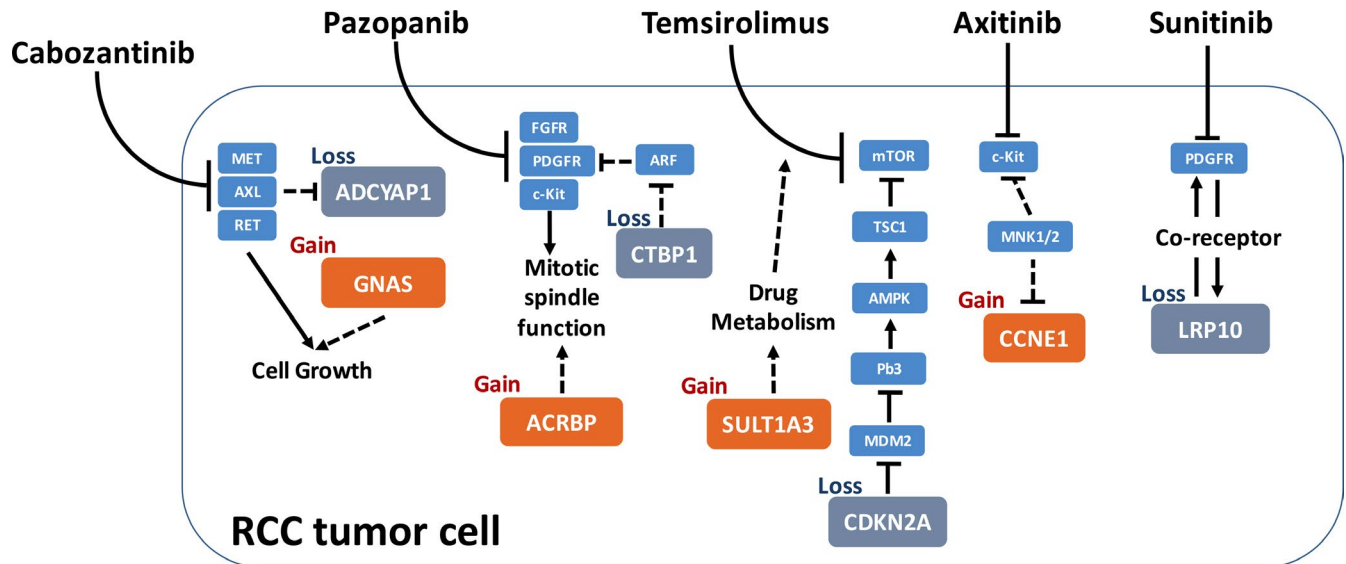 Cabozantinib
Pazopanib
Temsirolimus
Axitinib
Sunitinib
MET
AXL
RET
Loss
ADCYAP1
Gain
GNAS
Cell Growth
FGFR
PDGFR
c-Kit
ARF
Loss
CTBP1
Mitotic
spindle
function
Gain
ACRBP
Drug
Metabolism
Gain
SULT1A3
mTOR
TSC1
AMPK
Pb3
MDM2
Loss
CDKN2A
c-Kit
MNK1/2
Gain
CCNE1
PDGFR
Co-receptor
Loss
LRP10
RCC tumor cell